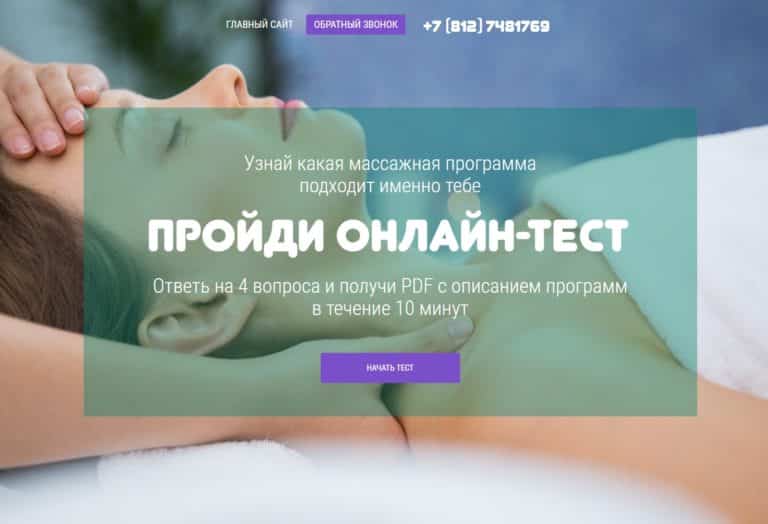 ГЛАВНЫЙ САЙТ ОБРАТНЫЙ ЗВОНОК +7 (812) 7481769
Узнай какая массажная программа
подходит именно тебе
ПРОЙДИ ОНЛАЙН-ТЕСТ
Ответь на 4 вопроса и получи PDF с описанием программ
в течение 10 минут
НАЧАТЬ ТЕСТ